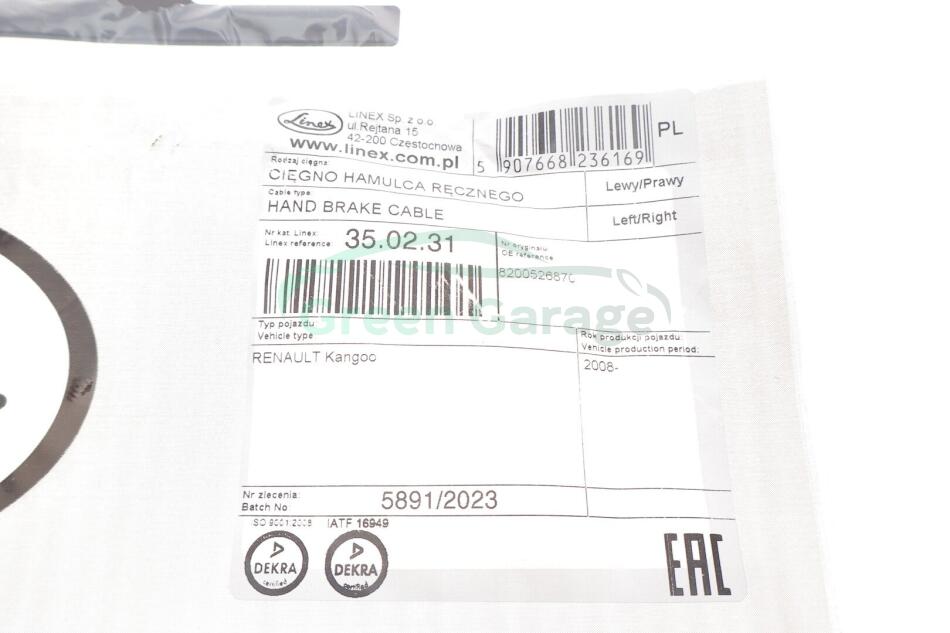 Linex
LINEX Sp. z o.o.
ul.Rejtana 15
42-200 Częstochowa
www.linex.com.pl
5 907668 236169
PL
Rodzaj cięgna:
CIĘGNO HAMULCA RĘCZNEGO
Lewy/Prawy
Cable type:
HAND BRAKE CABLE
Left/Right
Nr kat. Linex:
Linex reference:
35.02.31
Nr oryginału:
OE reference
8200526870
Green Garage
Typ pojazdu:
Vehicle type
Rok produkcji pojazdu:
Vehicle production period:
RENAULT Kangoo
2008-
Nr zlecenia:
Batch No:
5891/2023
ISO 9001:2008
IATF 16949
DEKRA
certified
DEKRA
certified
EAC